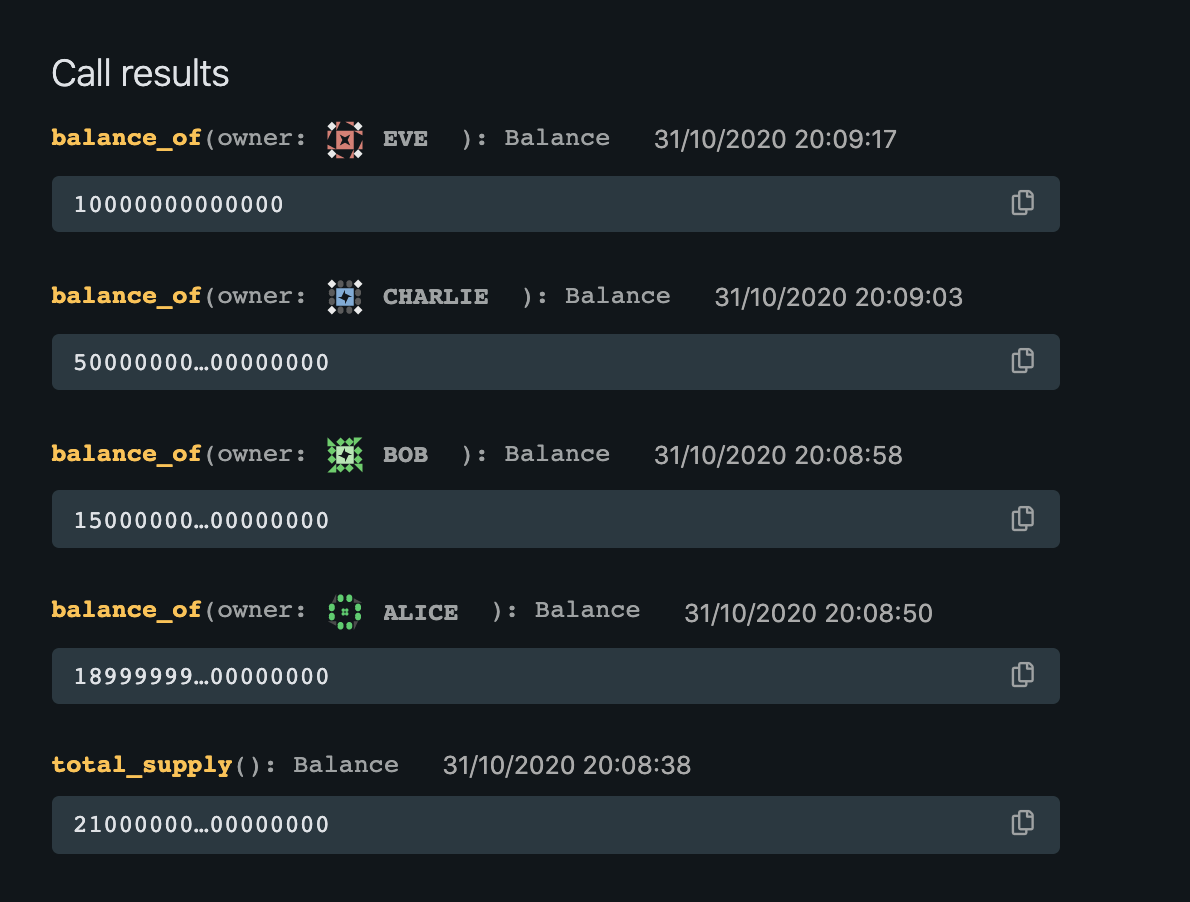 Call results
balance_of(owner: EVE ): Balance 31/10/2020 20:09:17
10000000000000
balance_of(owner: CHARLIE ): Balance 31/10/2020 20:09:03
50000000…00000000
balance_of(owner: BOB ): Balance 31/10/2020 20:08:58
15000000…00000000
balance_of(owner: ALICE ): Balance 31/10/2020 20:08:50
18999999…00000000
total_supply(): Balance 31/10/2020 20:08:38
21000000…00000000